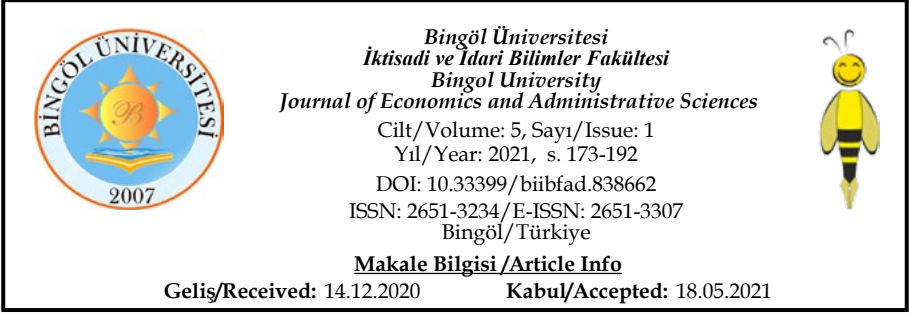 BİNGÖL ÜNİVERSİTESİ
B
2007
Bingöl Üniversitesi
İktisadi ve İdari Bilimler Fakültesi
Bingol University
Journal of Economics and Administrative Sciences
Cilt/Volume: 5, Sayı/Issue: 1
Yıl/Year: 2021, s. 173-192
DOI: 10.33399/biibfad.838662
ISSN: 2651-3234/E-ISSN: 2651-3307
Bingöl/Türkiye
Makale Bilgisi /Article Info
Geliş/Received: 14.12.2020 Kabul/Accepted: 18.05.2021